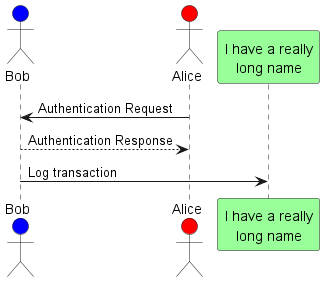 Bob
Alice
I have a really
long name
Authentication Request
Authentication Response
Log transaction
Bob
Alice
I have a really
long name